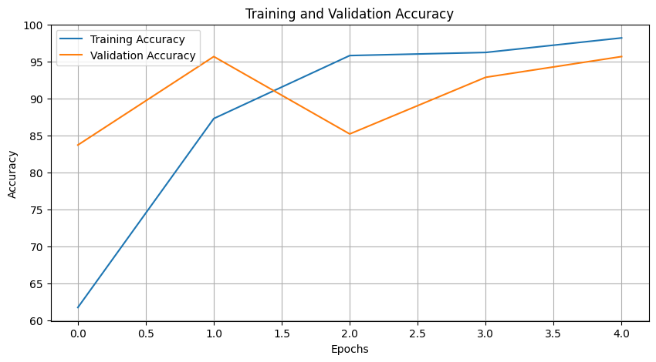 Training and Validation Accuracy
Training Accuracy
Validation Accuracy
100
95
90
85
80
75
70
65
60
Accuracy
0.0 0.5 1.0 1.5 2.0 2.5 3.0 3.5 4.0
Epochs